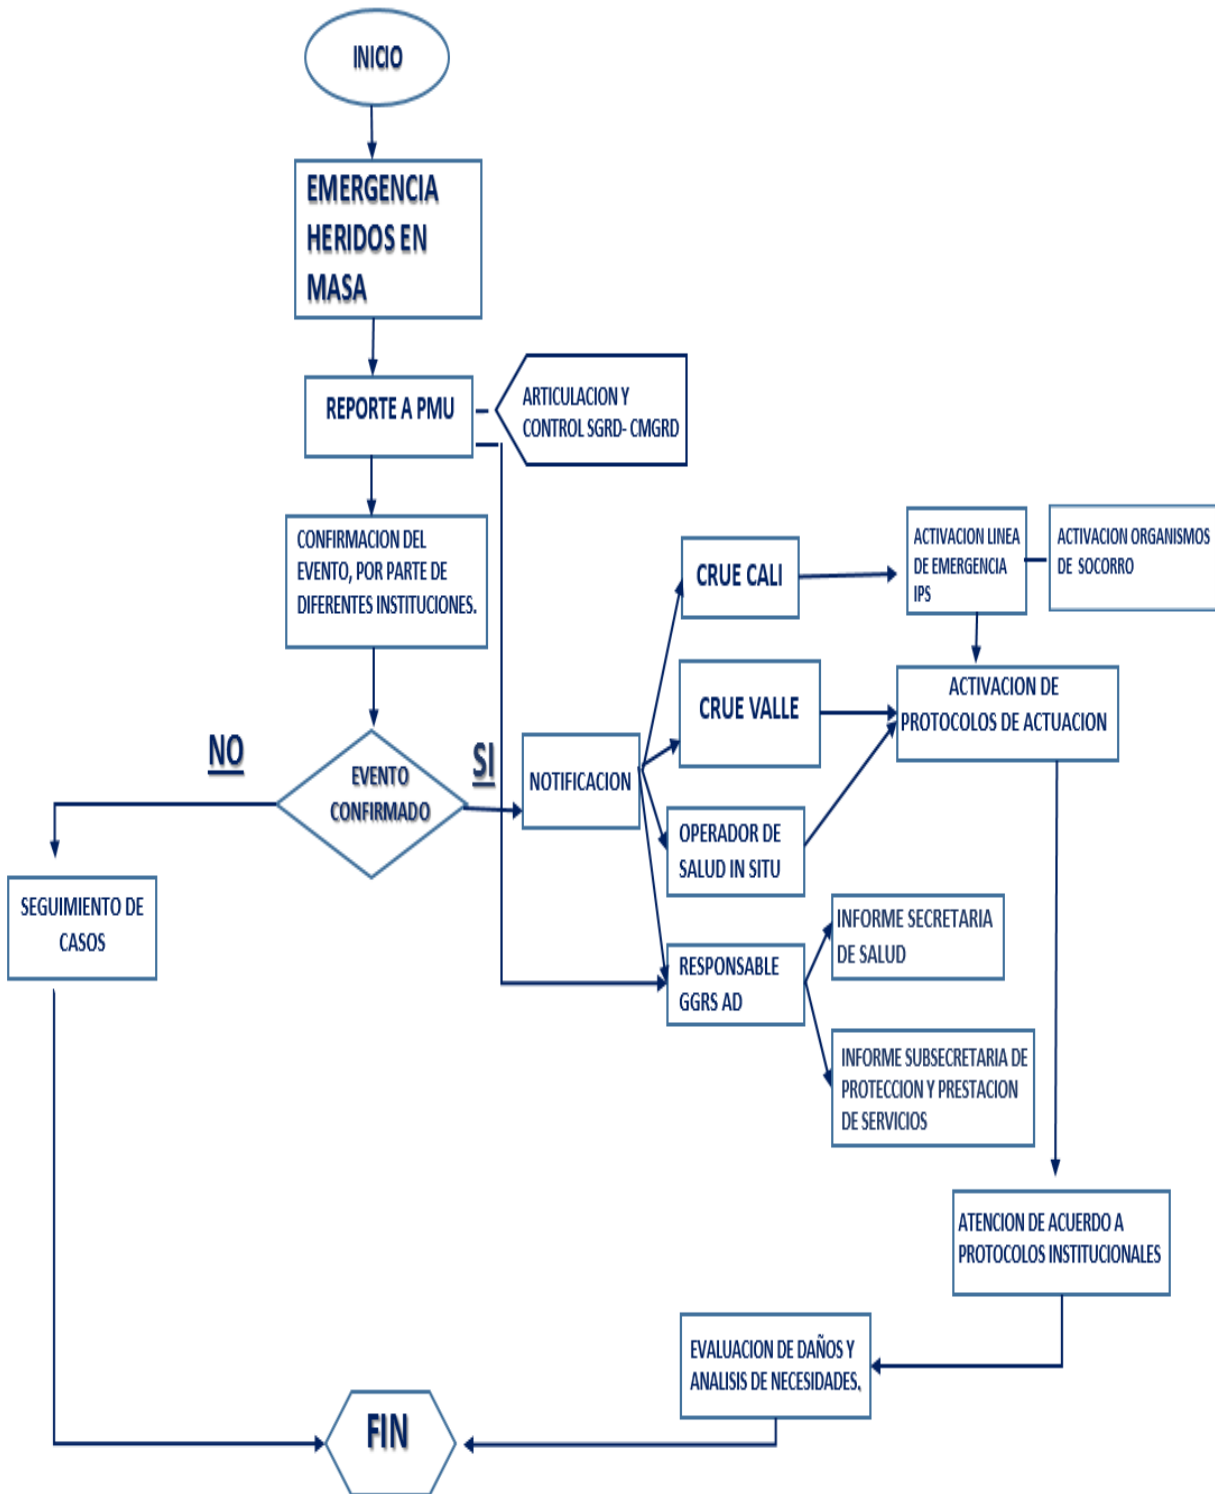 INICIO
EMERGENCIA
HERIDOS EN
MASA
REPORTE A PMU
ARTICULACION Y
CONTROL SGRD- CMGRD
CONFIRMACION DEL
EVENTO, POR PARTE DE
DIFERENTES INSTITUCIONES.
CRUE CALI
ACTIVACION LINEA
DE EMERGENCIA
IPS
ACTIVACION ORGANISMOS
DE SOCORRO
CRUE VALLE
ACTIVACION DE
PROTOCOLOS DE ACTUACION
NO
EVENTO
CONFIRMADO
SI
NOTIFICACION
OPERADOR DE
SALUD IN SITU
SEGUIMIENTO DE
CASOS
RESPONSABLE
GGRS AD
INFORME SECRETARIA
DE SALUD
INFORME SUBSECRETARIA DE
PROTECCION Y PRESTACION
DE SERVICIOS
ATENCION DE ACUERDO A
PROTOCOLOS INSTITUCIONALES
EVALUACION DE DAÑOS Y
ANALISIS DE NECESIDADES.
FIN